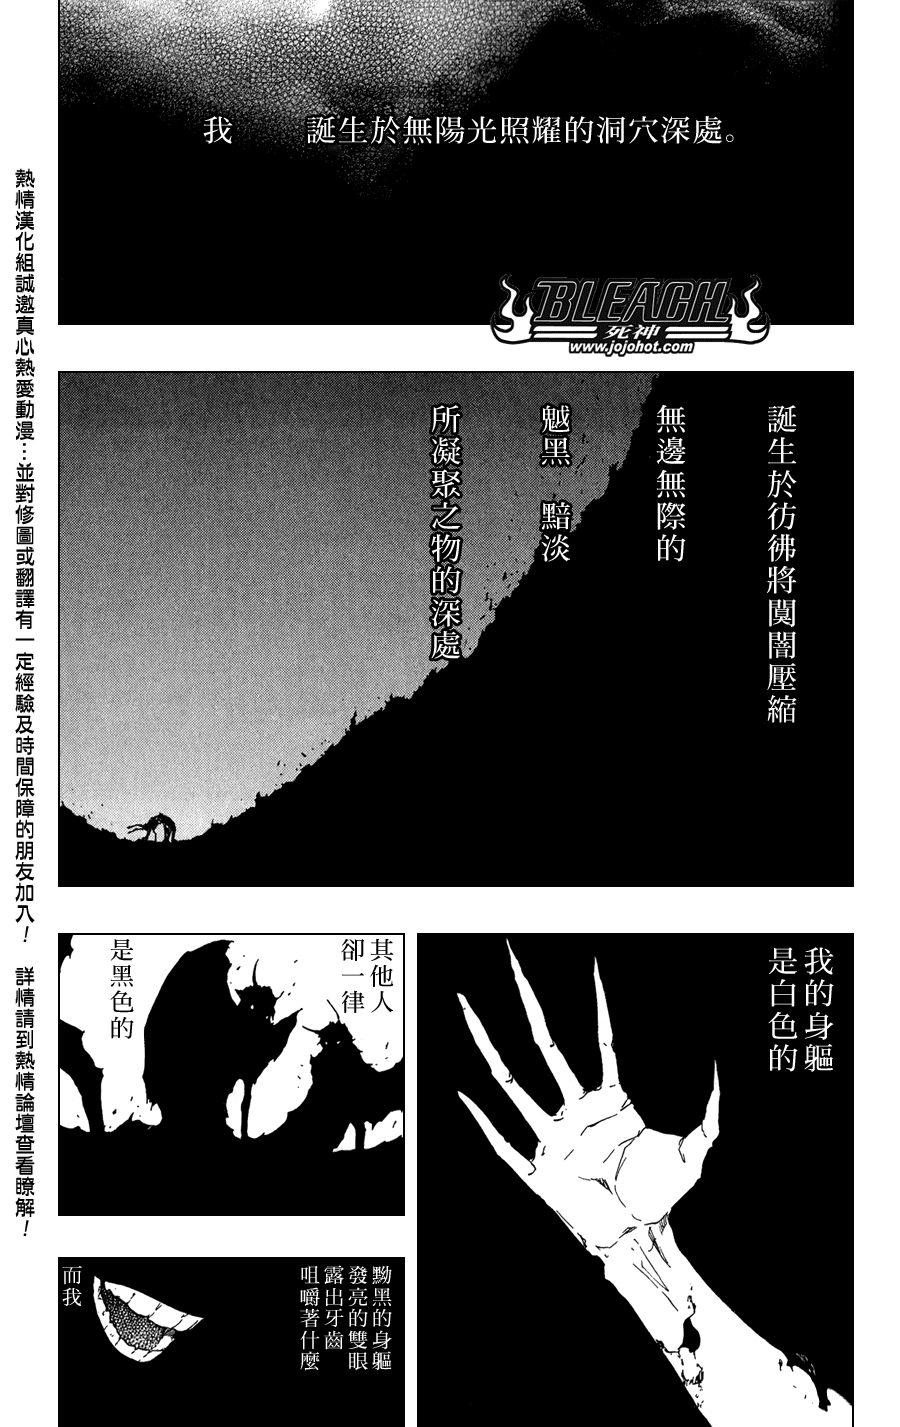 我　誕生於無陽光照耀的洞穴深處。
BLEACH
死神
www.jojohot.com
誕生於彷彿將闃闇壓縮
無邊無際的
魆黑　黯淡
所凝聚之物的深處
我的身軀
是白色的
其他人
卻一律
是黑色的
黝黑的身軀
發亮的雙眼
露出牙齒
咀嚼著什麼
而我
熱情漢化組誠邀真心熱愛動漫…並對修圖或翻譯有一定經驗及時間保障的朋友加入！　詳情請到熱情論壇查看瞭解！